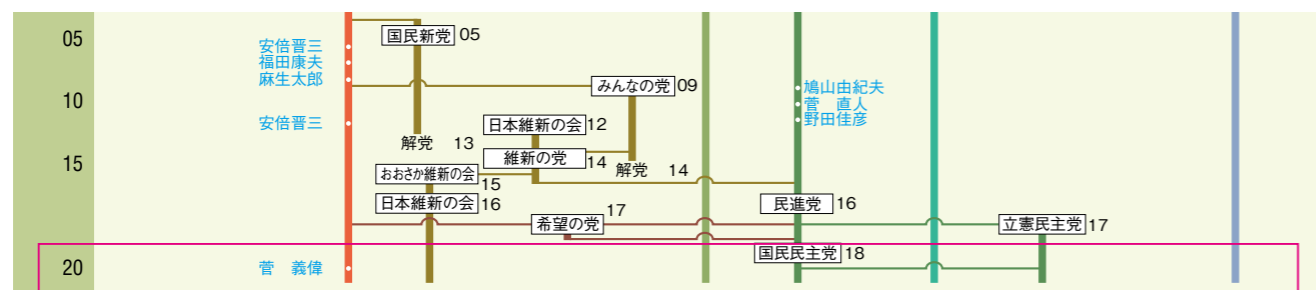 05
国民新党 05
安倍晋三
福田康夫
麻生太郎
みんなの党 09
鳩山由紀夫
10
菅　直人
安倍晋三
日本維新の会 12
野田佳彦
解党　13
15
維新の党 14
解党　14
おおさか維新の会 15
日本維新の会 16
民進党 16
希望の党 17
立憲民主党 17
国民民主党 18
20
菅　義偉